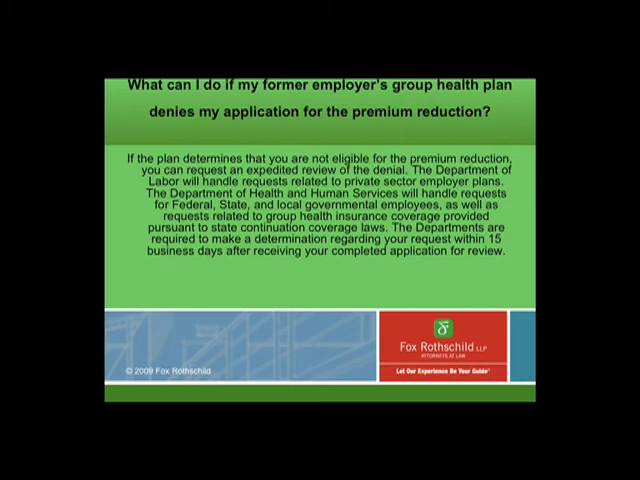 What can I do if my former employer's group health plan
denies my application for the premium reduction?
If the plan determines that you are not eligible for the premium reduction,
you can request an expedited review of the denial. The Department of
Labor will handle requests related to private sector employer plans.
The Department of Health and Human Services will handle requests
for Federal, State, and local governmental employees, as well as
requests related to group health insurance coverage provided
pursuant to state continuation coverage laws. The Departments are
required to make a determination regarding your request within 15
business days after receiving your completed application for review.
Fox Rothschild LLP
ATTORNEYS AT LAW
Let Our Experience Be Your Guide®
© 2009 Fox Rothschild